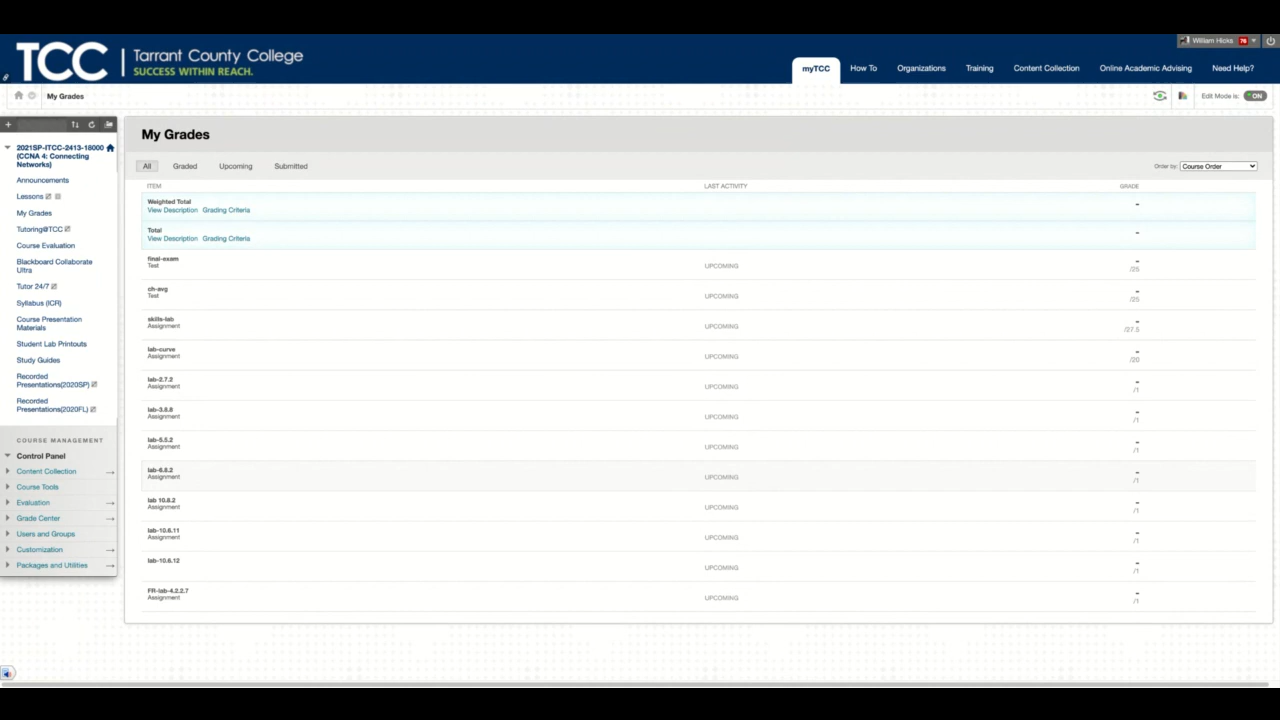 TCC
Tarrant County College
SUCCESS WITHIN REACH.
William Hicks 76
myTCC
How To
Organizations
Training
Content Collection
Online Academic Advising
Need Help?
My Grades
Edit Mode is: ON
2021SP-ITCC-2413-18000
(CCNA 4: Connecting
Networks)
Announcements
Lessons
My Grades
Tutoring@TCC
Course Evaluation
Blackboard Collaborate
Ultra
Tutor 24/7
Syllabus (ICR)
Course Presentation
Materials
Student Lab Printouts
Study Guides
Recorded
Presentations(2020SP)
Recorded
Presentations(2020FL)
COURSE MANAGEMENT
Control Panel
Content Collection
Course Tools
Evaluation
Grade Center
Users and Groups
Customization
Packages and Utilities
My Grades
All Graded Upcoming Submitted
Order by: Course Order
ITEM LAST ACTIVITY GRADE
Weighted Total
View Description Grading Criteria
-
Total
View Description Grading Criteria
-
final-exam
Test
UPCOMING
-
/25
ch-avg
Test
UPCOMING
-
/25
skills-lab
Assignment
UPCOMING
-
/27.5
lab-curve
Assignment
UPCOMING
-
/20
lab-2.7.2
Assignment
UPCOMING
-
/1
lab-3.8.8
Assignment
UPCOMING
-
/1
lab-5.5.2
Assignment
UPCOMING
-
/1
lab-6.8.2
Assignment
UPCOMING
-
/1
lab 10.8.2
Assignment
UPCOMING
-
/1
lab-10.6.11
Assignment
UPCOMING
-
/1
lab-10.6.12
UPCOMING
-
/1
FR-lab-4.2.2.7
Assignment
UPCOMING
-
/1